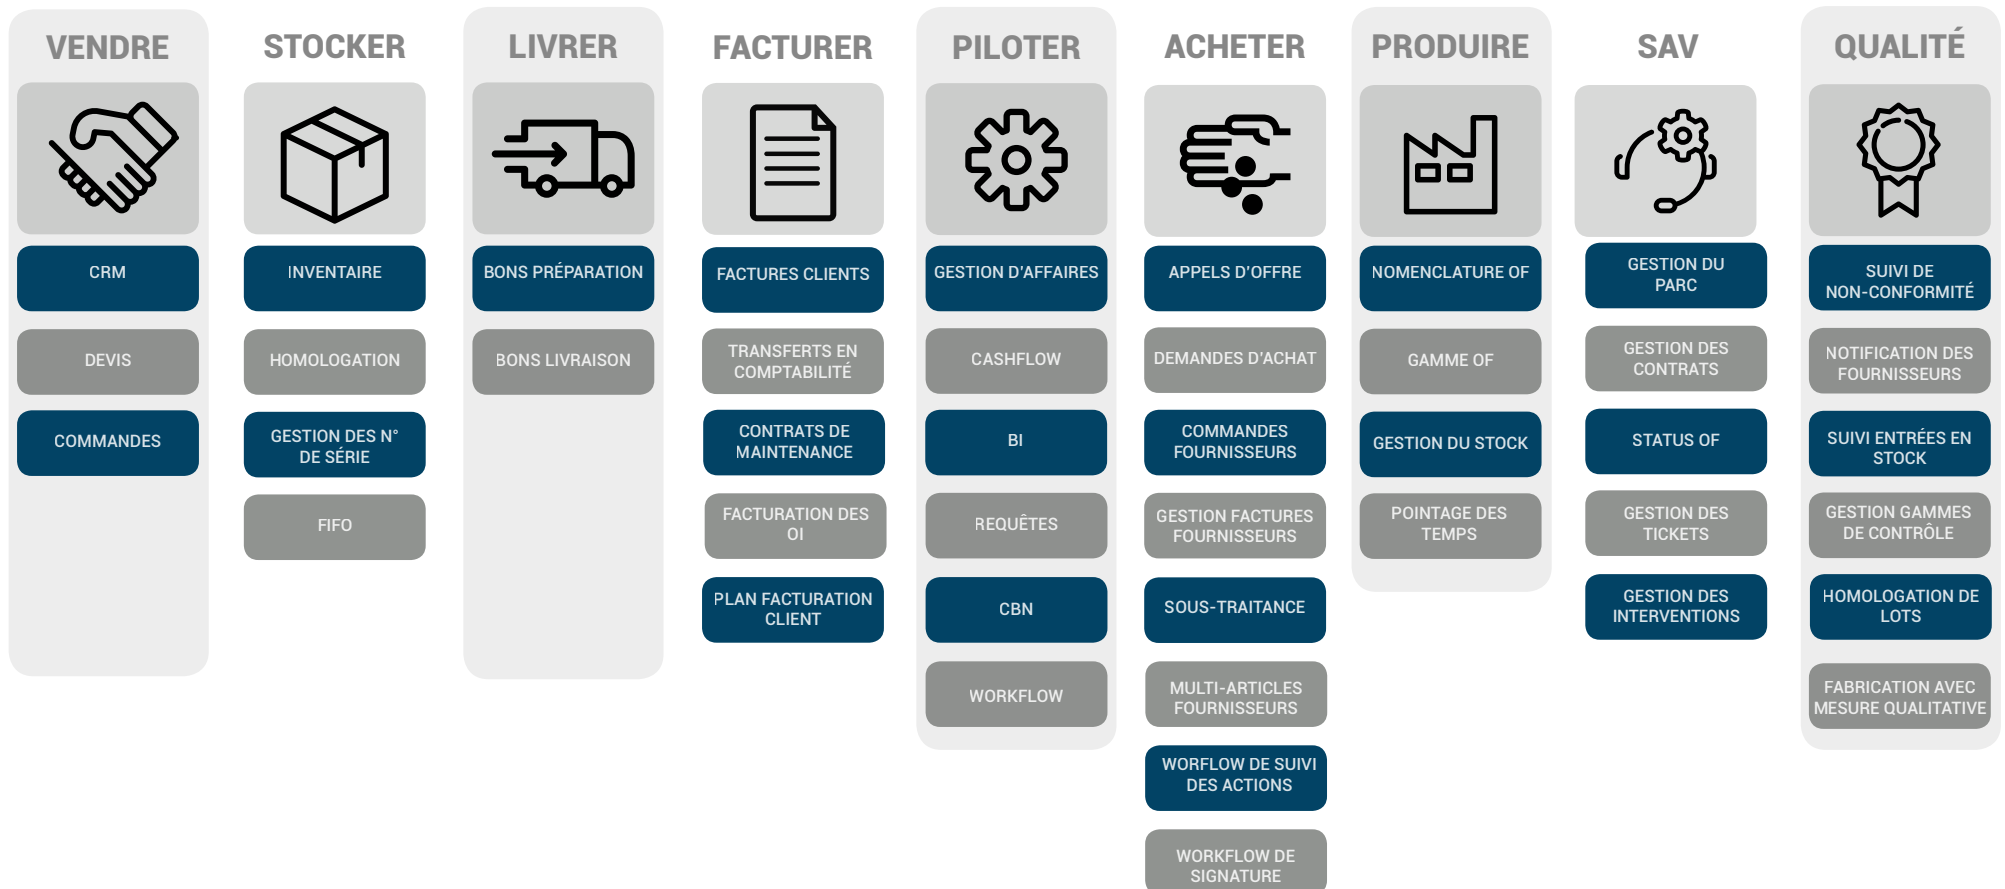 VENDRE
CRM
DEVIS
COMMANDES
STOCKER
INVENTAIRE
HOMOLOGATION
GESTION DES N°
DE SÉRIE
FIFO
LIVRER
BONS PRÉPARATION
BONS LIVRAISON
FACTURER
FACTURES CLIENTS
TRANSFERTS EN
COMPTABILITÉ
CONTRATS DE
MAINTENANCE
FACTURATION DES
OI
PLAN FACTURATION
CLIENT
PILOTER
GESTION D'AFFAIRES
CASHFLOW
BI
REQUÊTES
CBN
WORKFLOW
ACHETER
APPELS D'OFFRE
DEMANDES D'ACHAT
COMMANDES
FOURNISSEURS
GESTION FACTURES
FOURNISSEURS
SOUS-TRAITANCE
MULTI-ARTICLES
FOURNISSEURS
WORFLOW DE SUIVI
DES ACTIONS
WORKFLOW DE
SIGNATURE
PRODUIRE
NOMENCLATURE OF
GAMME OF
GESTION DU STOCK
POINTAGE DES
TEMPS
SAV
GESTION DU
PARC
GESTION DES
CONTRATS
STATUS OF
GESTION DES
TICKETS
GESTION DES
INTERVENTIONS
QUALITÉ
SUIVI DE
NON-CONFORMITÉ
NOTIFICATION DES
FOURNISSEURS
SUIVI ENTRÉES EN
STOCK
GESTION GAMMES
DE CONTRÔLE
HOMOLOGATION DE
LOTS
FABRICATION AVEC
MESURE QUALITATIVE